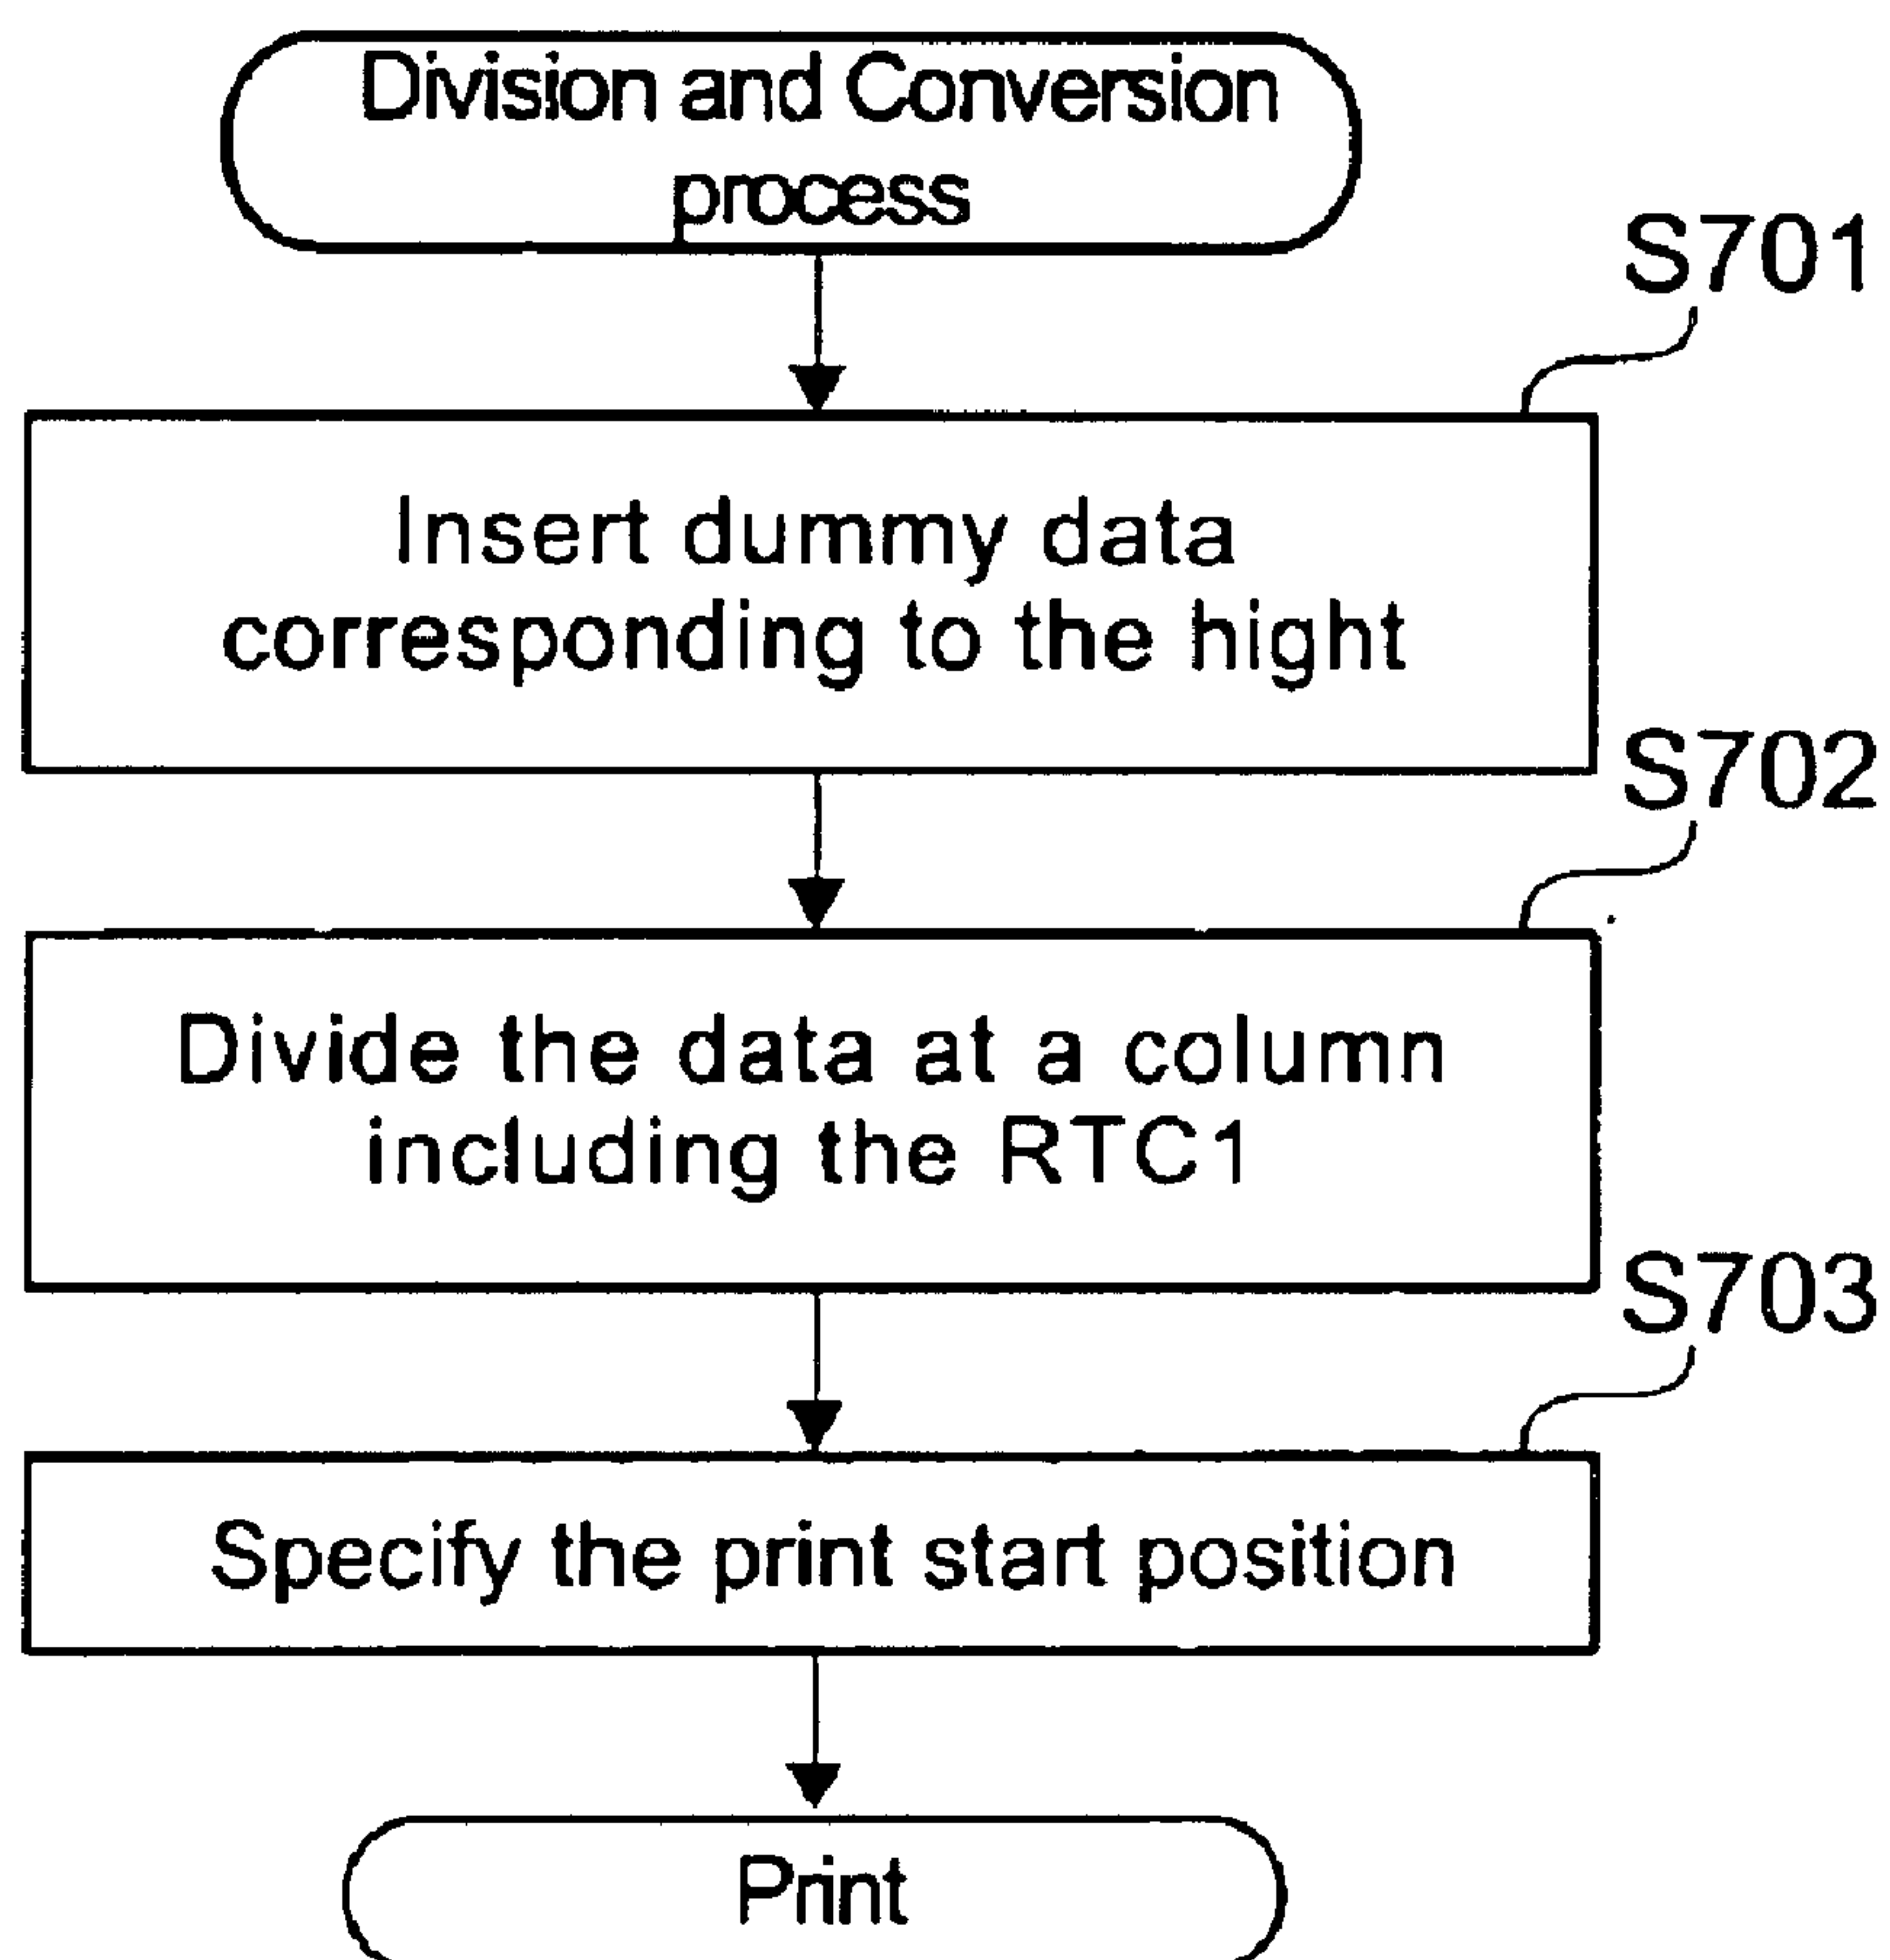 Division and Conversion
process
S701
Insert dummy data
corresponding to the hight
S702
Divide the data at a column
including the RTC1
S703
Specify the print start position
Print